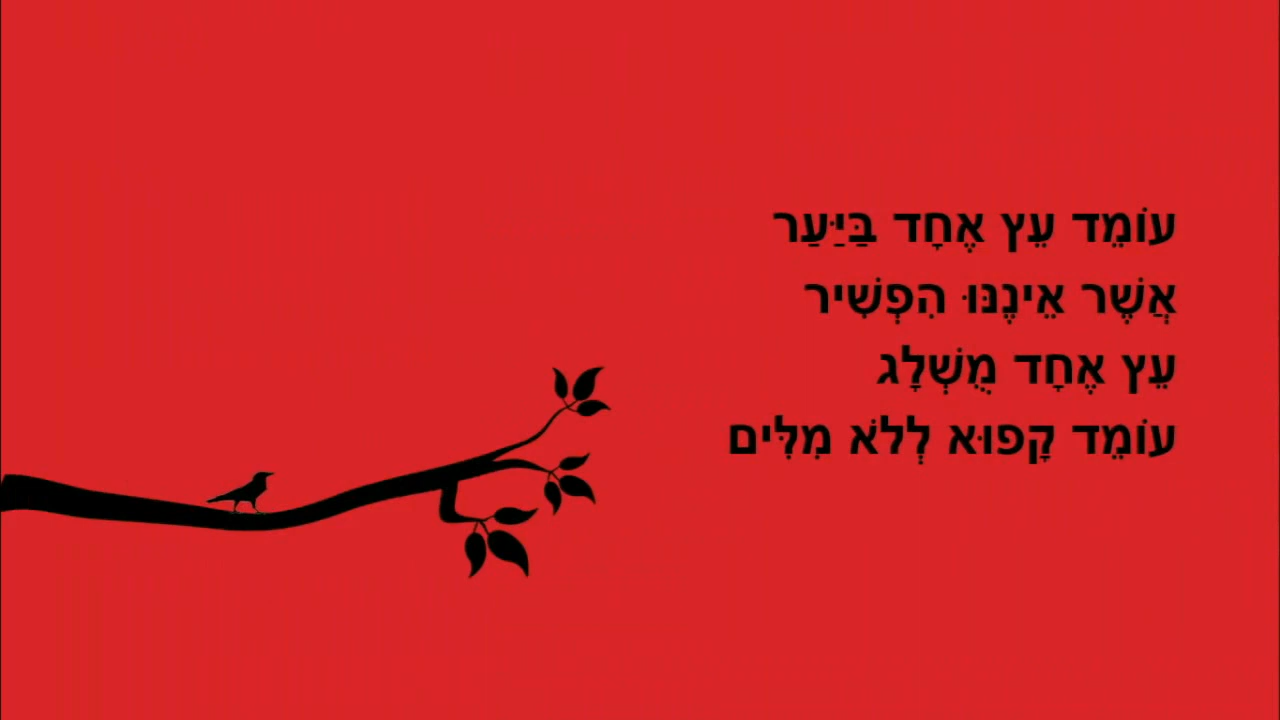 עוֹמֵד עֵץ אֶחָד בַּיַּעַר
אֲשֶׁר אֵינֶנּוּ הִפְשִׁיר
עֵץ אֶחָד מֻשְׁלָג
עוֹמֵד קָפוּא לְלֹא מִלִּים